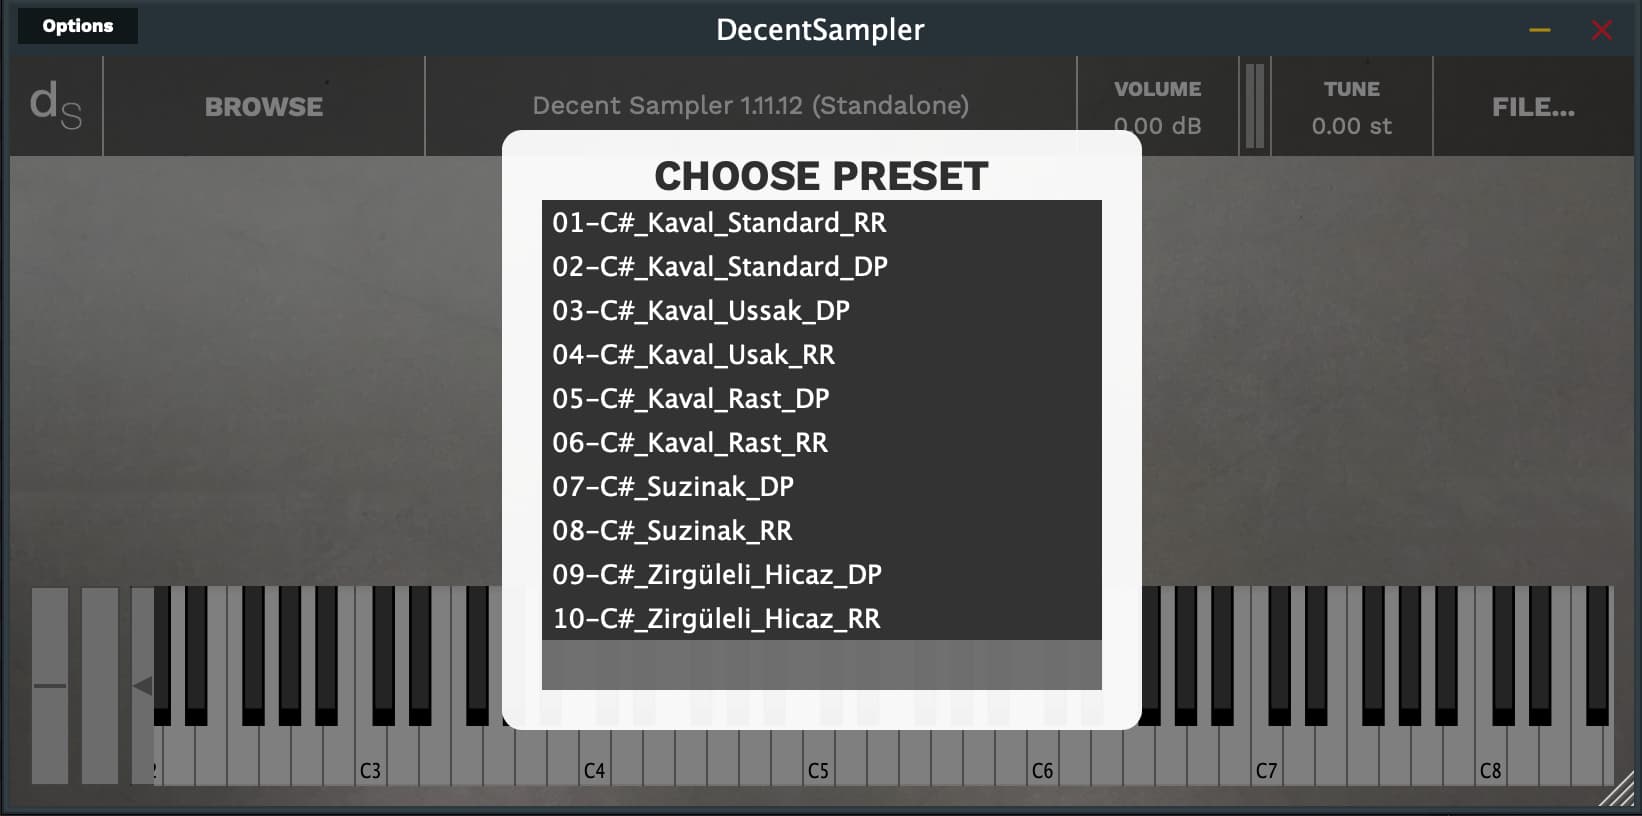 Options
DecentSampler
dS
BROWSE
Decent Sampler 1.11.12 (Standalone)
VOLUME
0.00 dB
TUNE
0.00 st
FILE...
CHOOSE PRESET
01-C#_Kaval_Standard_RR
02-C#_Kaval_Standard_DP
03-C#_Kaval_Ussak_DP
04-C#_Kaval_Usak_RR
05-C#_Kaval_Rast_DP
06-C#_Kaval_Rast_RR
07-C#_Suzinak_DP
08-C#_Suzinak_RR
09-C#_Zirgüleli_Hicaz_DP
10-C#_Zirgüleli_Hicaz_RR
C3 C4 C5 C6 C7 C8